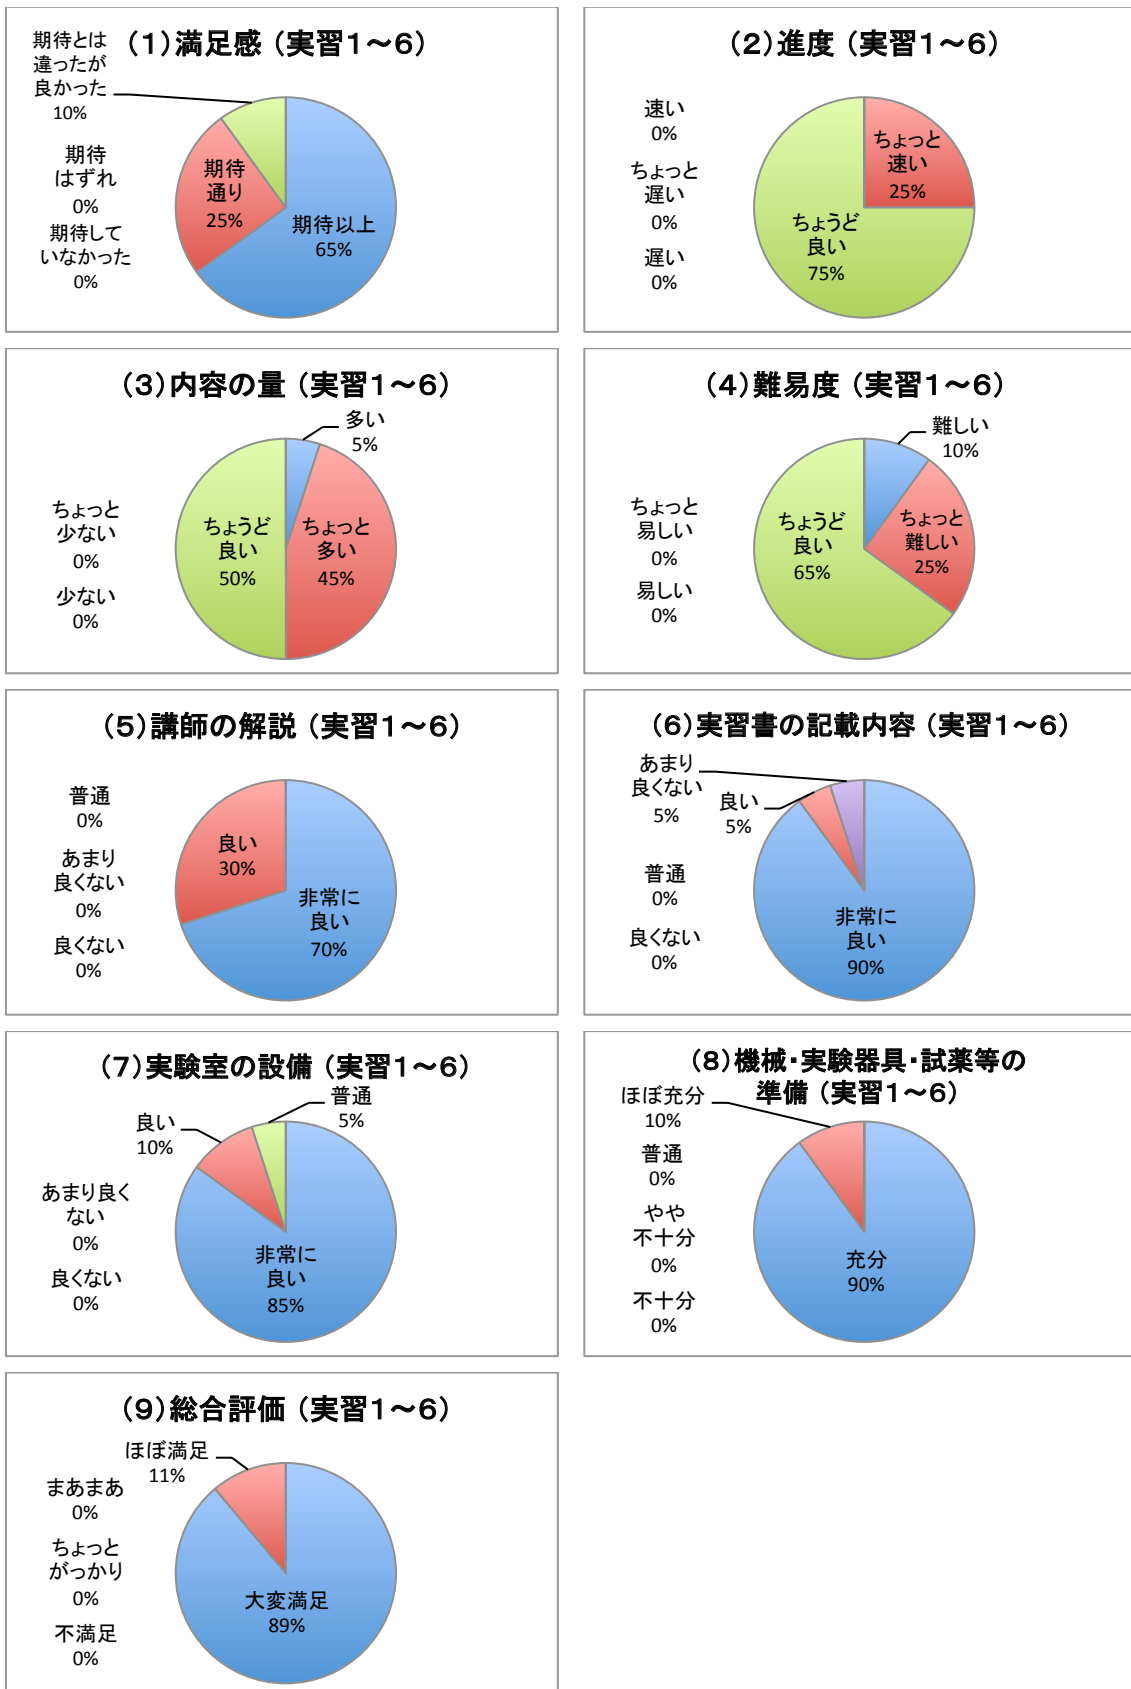 (1)満足感（実習1～6）
期待とは
違ったが
良かった
10%
期待
はずれ
0%
期待して
いなかった
0%
期待
通り
25%
期待以上
65%
(2)進度（実習1～6）
速い
0%
ちょっと
遅い
0%
遅い
0%
ちょっと
速い
25%
ちょうど
良い
75%
(3)内容の量（実習1～6）
多い
5%
ちょっと
少ない
0%
少ない
0%
ちょうど
良い
50%
ちょっと
多い
45%
(4)難易度（実習1～6）
難しい
10%
ちょっと
易しい
0%
易しい
0%
ちょうど
良い
65%
ちょっと
難しい
25%
(5)講師の解説（実習1～6）
普通
0%
あまり
良くない
0%
良くない
0%
良い
30%
非常に
良い
70%
(6)実習書の記載内容（実習1～6）
あまり
良くない
5%
良い
5%
普通
0%
良くない
0%
非常に
良い
90%
(7)実験室の設備（実習1～6）
普通
5%
良い
10%
あまり良く
ない
0%
良くない
0%
非常に
良い
85%
(8)機械・実験器具・試薬等の
準備（実習1～6）
ほぼ充分
10%
普通
0%
やや
不十分
0%
不十分
0%
充分
90%
(9)総合評価（実習1～6）
ほぼ満足
11%
まあまあ
0%
ちょっと
がっかり
0%
不満足
0%
大変満足
89%